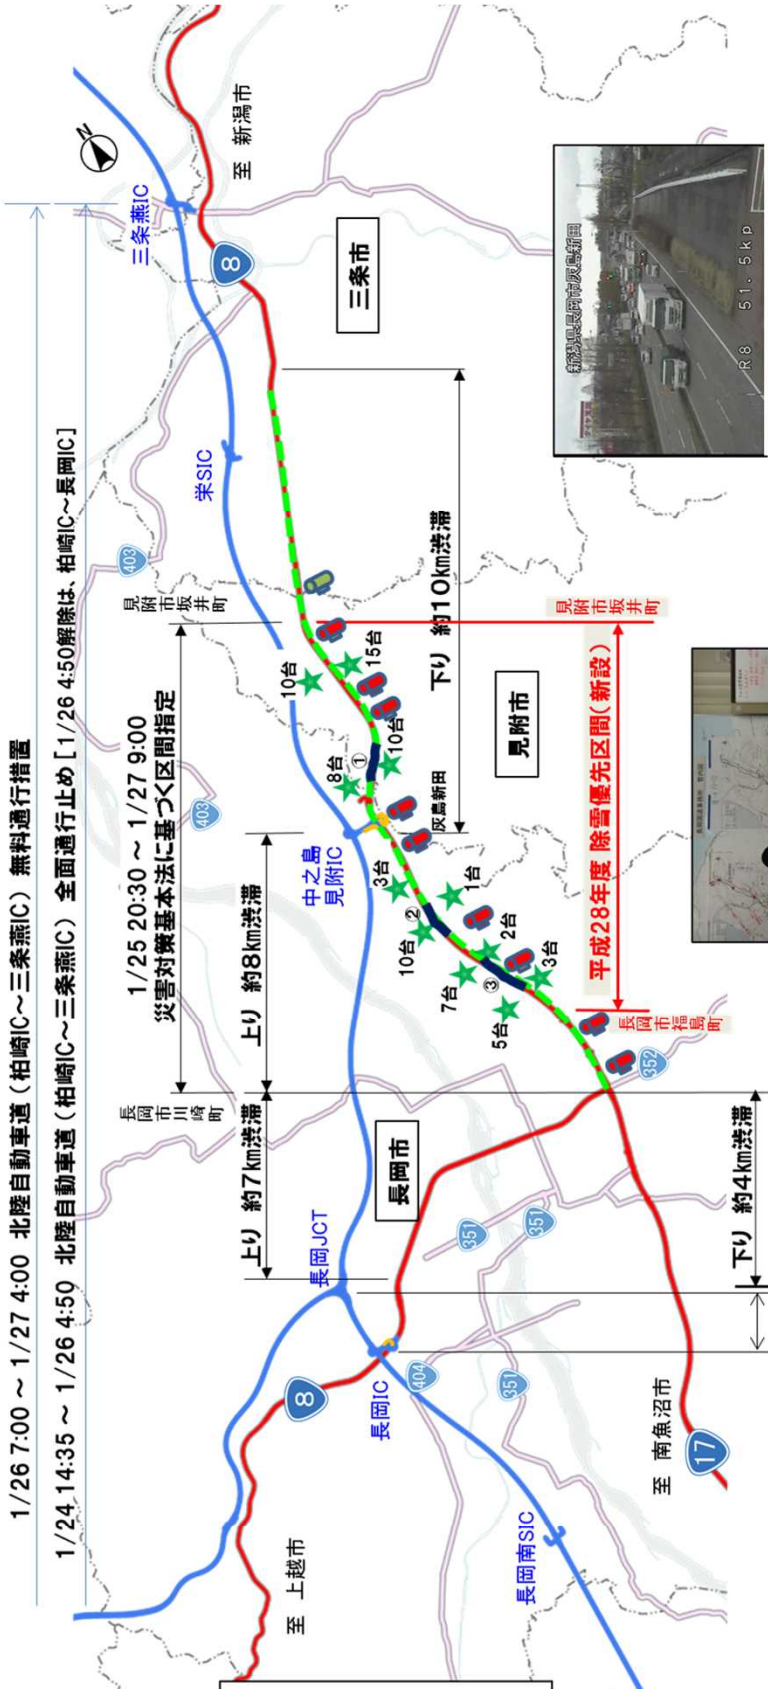 1/26 7:00 ～ 1/27 4:00 北陸自動車道（柏崎IC～三条燕IC）無料通行措置
1/24 14:35 ～ 1/26 4:50 北陸自動車道（柏崎IC～三条燕IC）全面通行止め［1/26 4:50解除は、柏崎IC～長岡IC］
1/25 20:30 ～ 1/27 9:00
災害対策基本法に基づく区間指定
長岡市川崎町
見附市坂井町
上り 約7km渋滞
上り 約8km渋滞
下り 約10km渋滞
下り 約4km渋滞
至 上越市
至 新潟市
至 南魚沼市
長岡JCT
長岡IC
長岡南SIC
中之島
見附IC
栄SIC
三条燕IC
N
8
8
17
403
403
404
351
351
351
352
長岡市
見附市
三条市
灰島新田
5台
7台
3台
③
2台
10台
②
1台
3台
8台
①
10台
10台
15台
平成28年度 除雪優先区間（新設）
長岡市福島町
見附市坂井町
新潟県長岡市灰島新田
R8 51.5kp